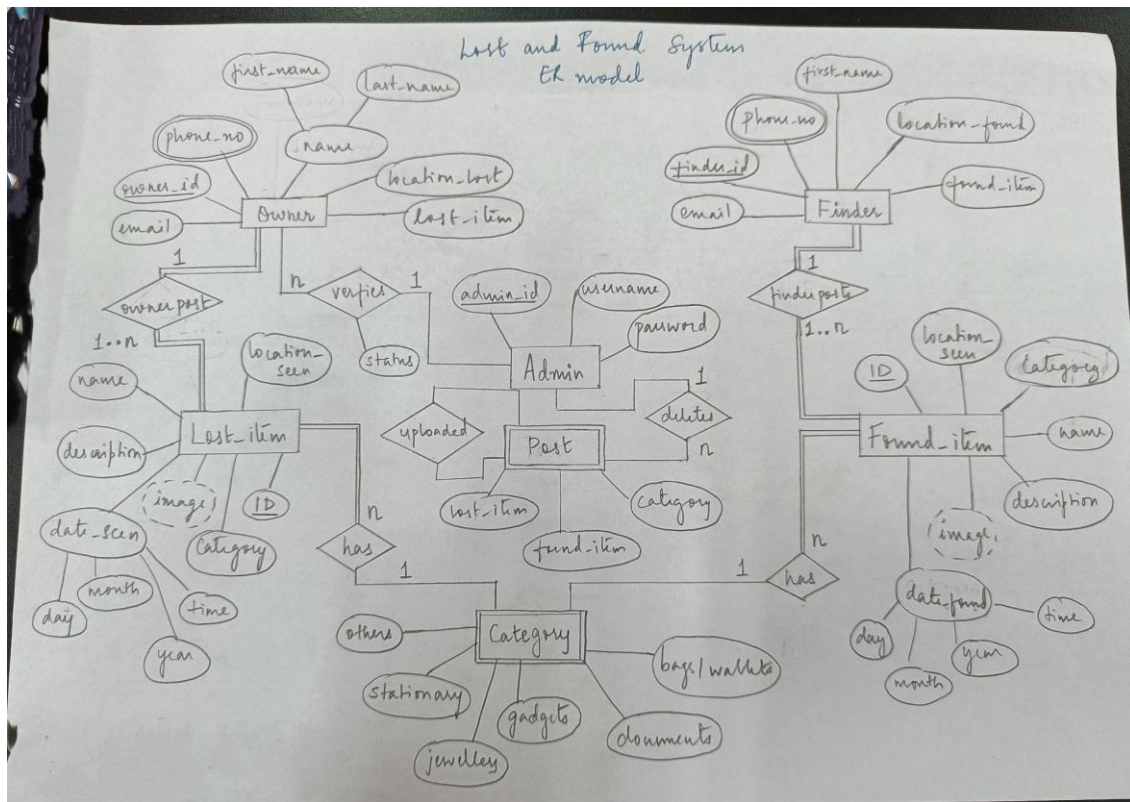 Lost and Found System
ER model
first_name
last_name
phone_no
name
owner_id
location_lost
email
Owner
lost_item
first_name
phone_no
location_found
finder_id
found_item
email
Finder
1
n
verifies
1
owner post
1..n
status
admin_id
username
password
Admin
1
finder posts
1..n
name
location_seen
Lost_item
description
image
ID
Category
date_seen
day
month
year
time
uploaded
1
deletes
n
Post
lost_item
found_item
category
ID
location_seen
Category
Found_item
name
description
image
date_found
day
month
year
time
n
has
1
n
has
1
Category
others
stationary
jewellery
gadgets
documents
bags/wallets